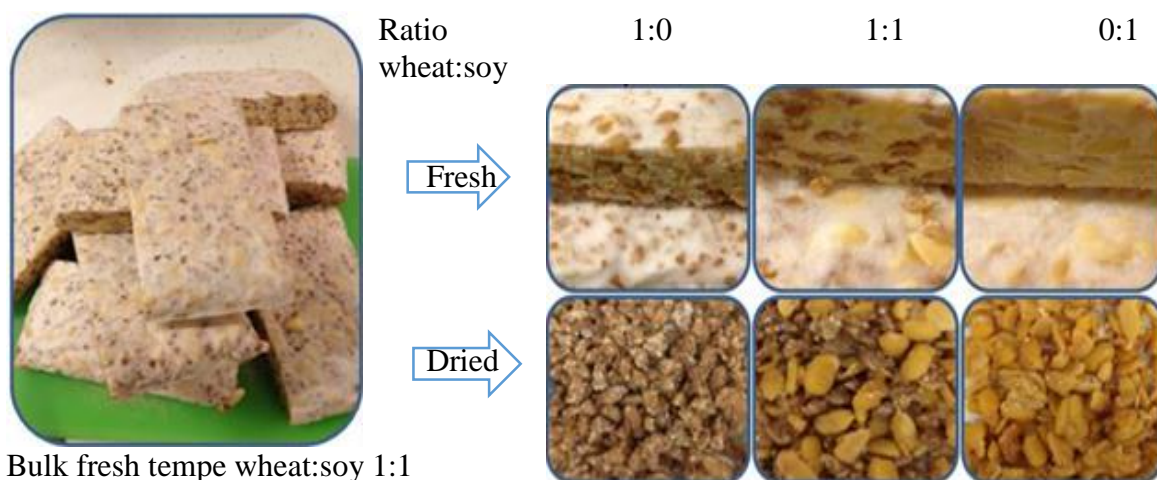 Ratio
wheat:soy
1:0 1:1 0:1
Fresh
Dried
Bulk fresh tempe wheat:soy 1:1